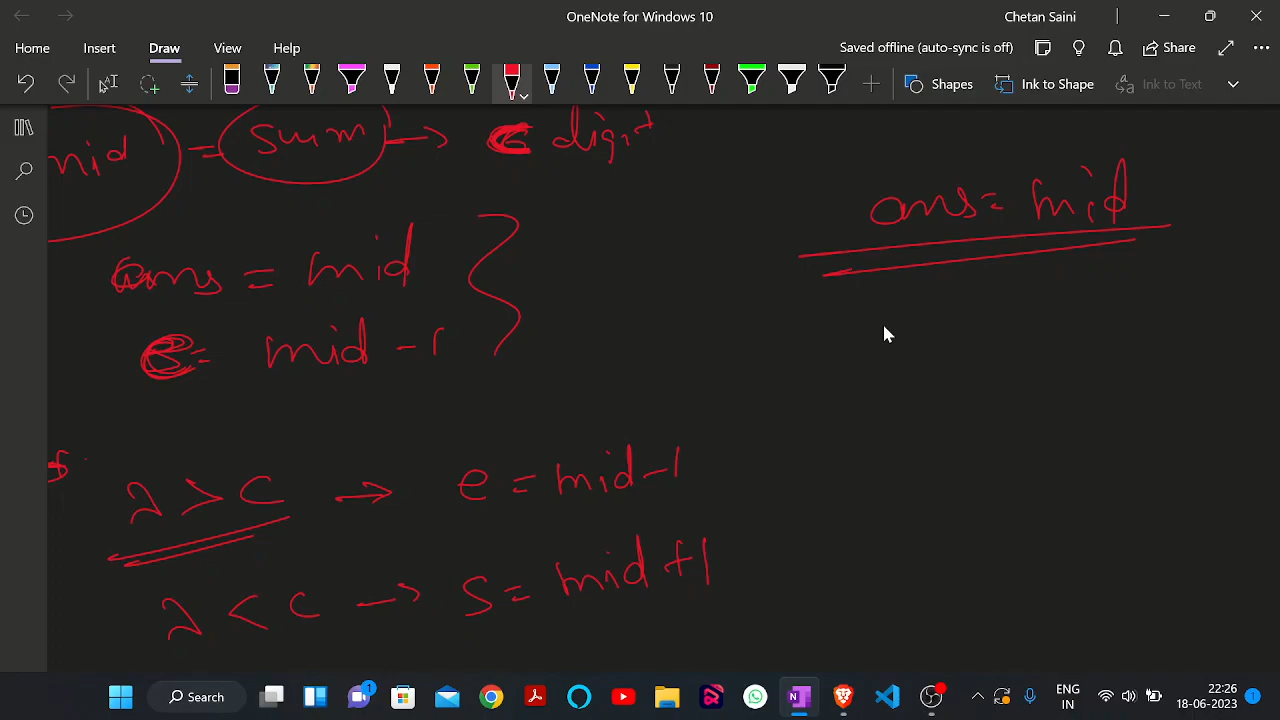 OneNote for Windows 10
Chetan Saini
Home Insert Draw View Help
Saved offline (auto-sync is off)
Share
Shapes
Ink to Shape
Ink to Text
mid = sum → c digit
ans = mid
ans = mid
e = mid - 1
λ > c → e = mid - 1
λ < c → s = mid + 1
Search
1
ENG
IN
22:26
18-06-2023